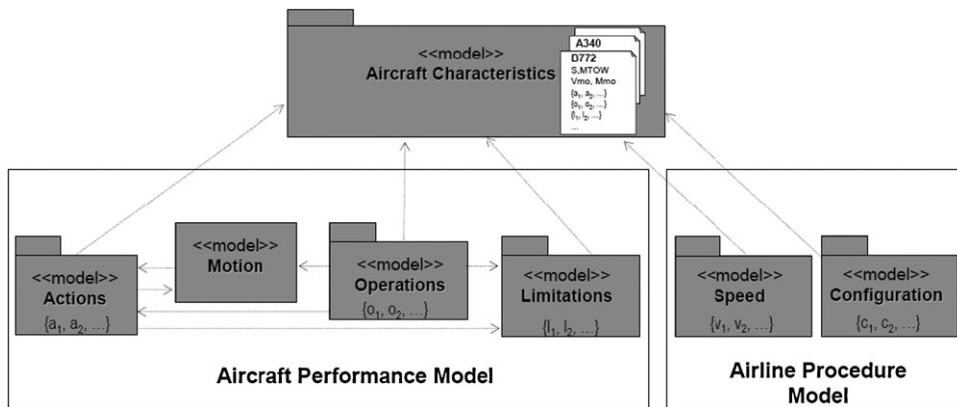 <<model>>
Aircraft Characteristics
A340
B772
S,MTOW
Vmo, Mmo
{a₁, a₂, ...}
{o₁, o₂, ...}
{l₁, l₂, ...}
...
<<model>>
Actions
{a₁, a₂, ...}
<<model>>
Motion
<<model>>
Operations
{o₁, o₂, ...}
<<model>>
Limitations
{l₁, l₂, ...}
Aircraft Performance Model
<<model>>
Speed
{v₁, v₂, ...}
<<model>>
Configuration
{c₁, c₂, ...}
Airline Procedure
Model